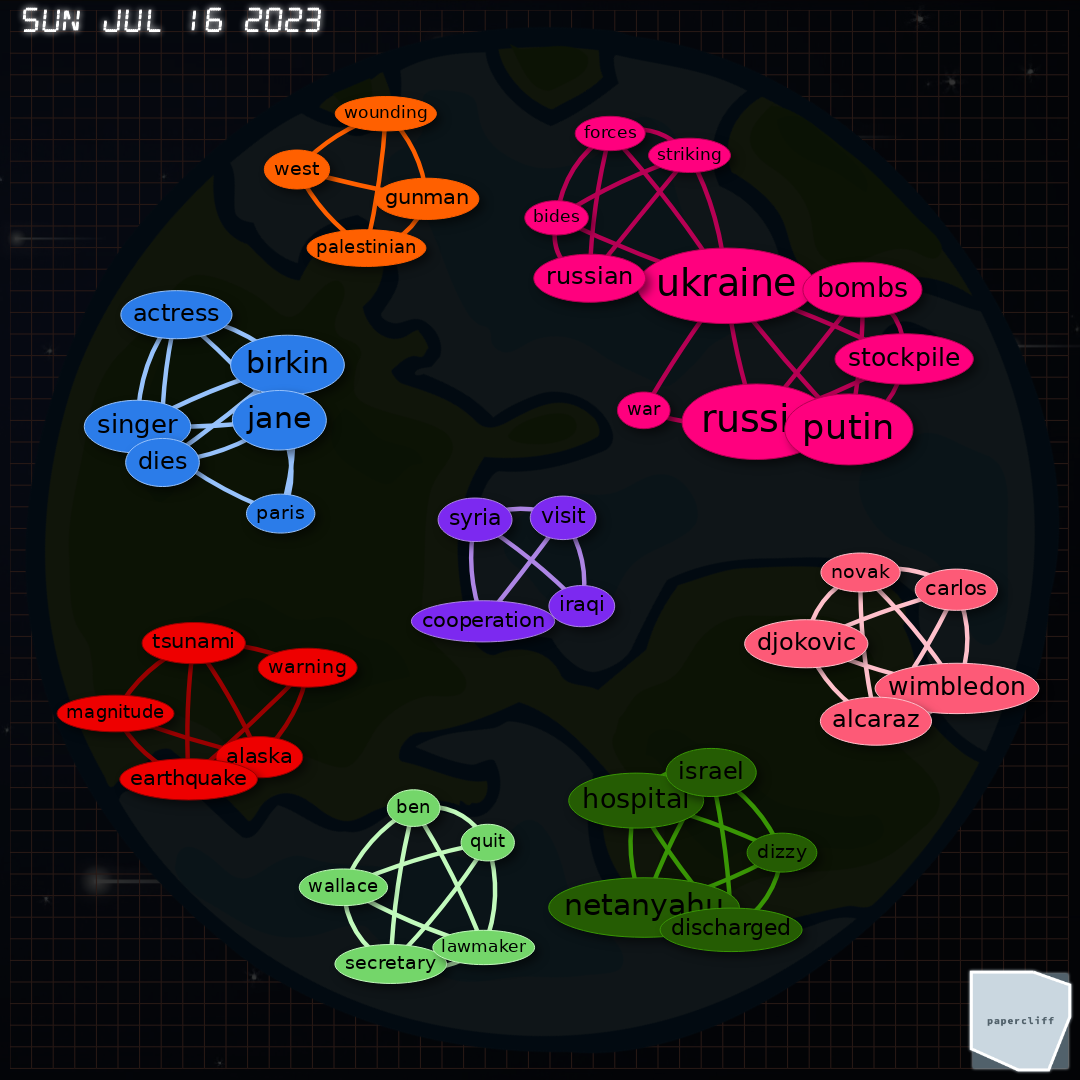 SUN JUL 16 2023
wounding
west
gunman
palestinian
forces
striking
bides
russian
ukraine
bombs
stockpile
war
russi
putin
actress
birkin
jane
singer
dies
paris
syria
visit
iraqi
cooperation
novak
carlos
djokovic
wimbledon
alcaraz
tsunami
warning
magnitude
alaska
earthquake
israel
hospital
dizzy
netanyahu
discharged
ben
quit
wallace
lawmaker
secretary
papercliff